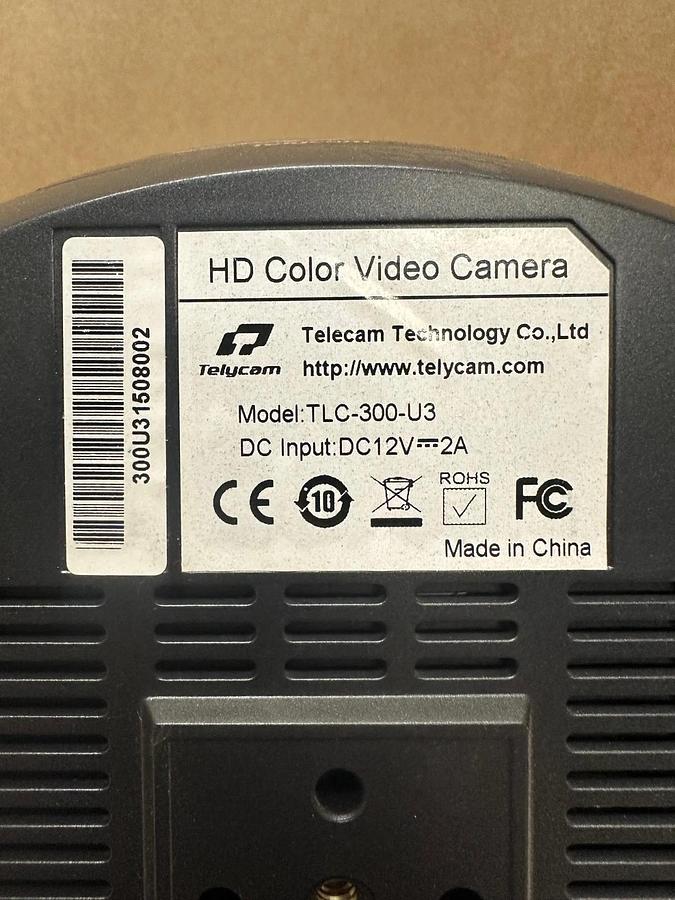 300U31508002
HD Color Video Camera
Telycam
Telecam Technology Co.,Ltd
http://www.telycam.com
Model:TLC-300-U3
DC Input:DC12V⎓2A
CE
10
ROHS
FC
Made in China